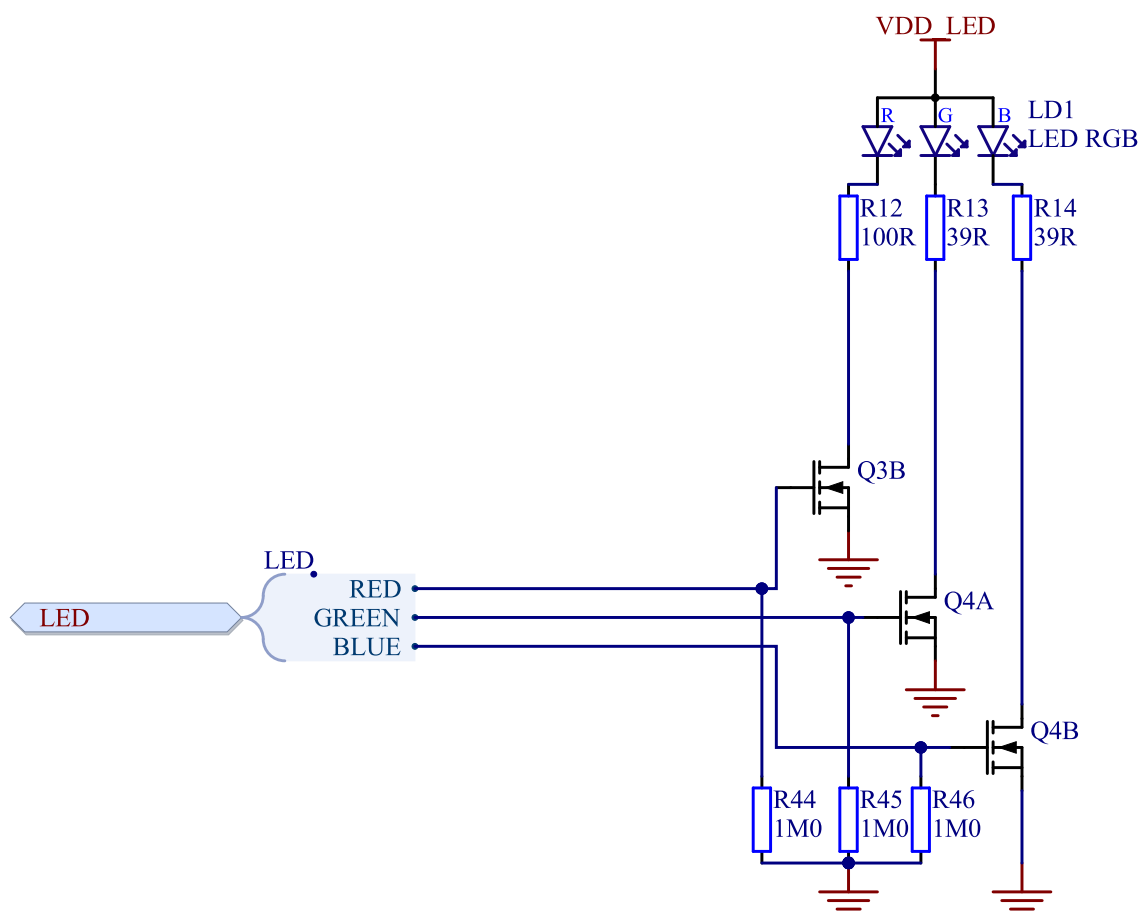 VDD_LED
R
G
B
LD1
LED RGB
R12
100R
R13
39R
R14
39R
Q3B
LED
RED
GREEN
BLUE
LED
Q4A
Q4B
R44
1M0
R45
1M0
R46
1M0